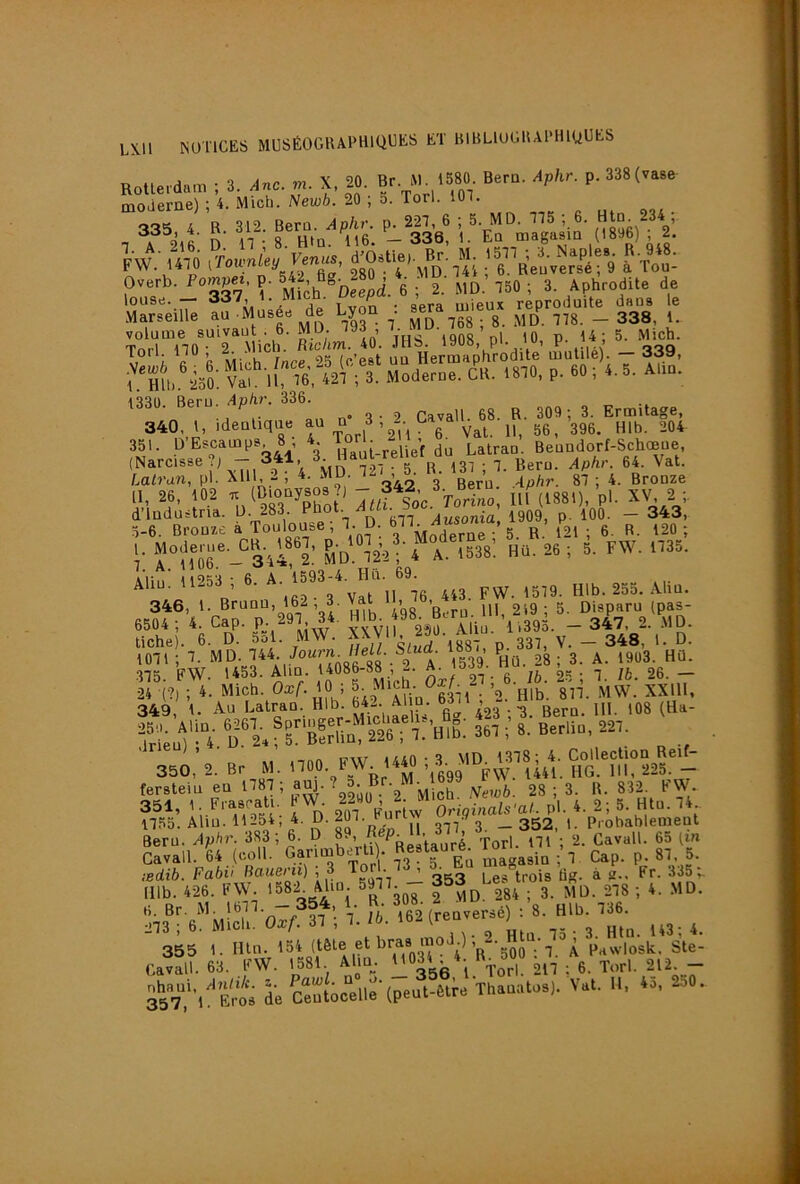 LXII NOTICES MUSÉOGRAPHIQUES ET BIBLIOGRAPHIQUES
Rotterdam ; 3. Anc. m. X, 20. Br. M. 1580. Bern. Aphr. p. 338 (vase
moderne) ; 4. Mich. Newb. 20 ; 5. Torl. 107.
335, 4. R. 312. Bern. Aphr. p. 227, 6 ; 5. MD. 775 ; 6. Htn. 234 ;
7. A. 216. D. 17 ; 8. Htn. 116. — 336, 1. En magasin (1896) ; 2.
FW. 1470 (Townley Venus, d'Ostie). Br. M. 1577 ; 3. Naples. R. 948.
Overb. Pompei, p. 542, fig. 280 ; 4. MD. 741 ; 6. Renversé ; 9 à Tou-
louse. — 337, 1. Mich. Deepd. 6 ; 2. MD. 750 ; 3. Aphrodite de
Marseille au Musée de Lyon : sera mieux reproduite dans le
volume suivant ; 6. MD. 793 ; 7. MD. 768 ; 8. MD. 778. — 338, 1.
Torl. 170 ; 2. Mich. Richm. 40. JHS. 1908, pl. 10, p. 14 ; 5. Mich.
Newb 6 ; 6. Mich. Ince, 25 (c'est un Hermaphrodite mutilé). — 339,
1. Hlb. 250. Vat. 11, 76, 427 ; 3. Moderne. CR. 1870, p. 60 ; 4. 5. Alin.
1330. Bern. Aphr. 336.
340, 1, identique au n° 3 ; 2. Cavall. 68. R. 309 ; 3. Ermitage,
351. D'Escamps, 8 ; 4. Torl. 211 ; 6. Vat. 11, 56, 396. Hlb. 204
(Narcisse ?) — 341, 3. Haut-relief du Latran. Benndorf-Schœne,
Latran, pl. XIII, 2 ; 4. MD. 727 ; 5. R. 137 ; 7. Bern. Aphr. 64. Vat.
II, 26, 102 π (Dionysos ?) — 342, 3. Bern. Aphr. 87 ; 4. Bronze
d'Industria. D. 283. Phot. Atti. Soc. Torino, III (1881), pl. XV, 2 ;
5-6. Bronze à Toulouse ; 7. D. 677. Ausonia, 1909, p. 100. — 343,
1. Moderne. CR. 1867, p. 107 ; 3. Moderne ; 5. R. 121 ; 6. R. 120 ;
7. A. 1106. — 344, 2. MD. 722 ; 4 A. 1538. Hü. 26 ; 5. FW. 1735.
Alin. 11253 ; 6. A. 1593-4. Hü. 69.
346, 1. Brunn, 162 ; 3. Vat 11, 76, 443. FW. 1579. Hlb. 255. Alin.
6504 ; 4. Cap. p. 297, 34. Hlb. 498. Bern. III, 219 ; 5. Disparu (pas-
tiche). 6. D. 551. MW. XXVII, 250. Alin. 11395. — 347, 2. MD.
1071 ; 7. MD. 744. Journ. Hell. Stud. 1887, p. 337, V. — 348, 1. D.
375. FW. 1453. Alin. 14086-88 ; 2. A. 1539. Hü. 28 ; 3. A. 1903. Hü.
24 (?) ; 4. Mich. Oxf. 10 ; 5. Mich. Oxf. 27 ; 6. Ib. 25 ; 7. Ib. 26. —
349, 1. Au Latran. Hlb. 642. Alin. 6371 ; 2. Hlb. 817. MW. XXIII,
25. Alin. 6267. Springer-Michaelis, fig. 423 ; 3. Bern. III. 108 (Ha-
drien) ; 4. D. 24 ; 5. Berlin, 226 ; 7. Hlb. 367 ; 8. Berlin, 227.
350, 2. Br M. 1700. FW. 1440 ; 3. MD. 1378 ; 4. Collection Reif-
ferstein en 1787 ; auj. ? 5. Br. M. 1699 FW. 1441. HG. III, 225. —
351, 1. Frascati. FW. 2290 ; 2. Mich. Newb. 28 ; 3. R. 832. FW.
1755. Alin. 11254 ; 4. D. 207. Furtw Originals at. pl. 4. 2 ; 5. Htn. 74.
Bern. Aphr. 383 ; 6. D 89, Rép. II, 377, 3 — 352, 1. Probablement
Cavall. 64 (coll. Garimberti). Restauré. Torl. 171 ; 2. Cavall. 65 (in
ædib. Fabii Bauerii) ; 3 Torl. 73 ; 5. En magasin ; 7 Cap. p. 87, 5.
Hlb. 426. FW. 1582. Alin. 5977. — 353 Les trois fig. à g., Fr. 335 ;
6. Br. M. 1677. — 354, 1. R. 308. 2 MD. 284 ; 3. MD. 278 ; 4. MD.
273 ; 6. Mich. Oxf. 37 ; 7. Ib. 162 (renversé) : 8. Hlb. 736.
355 1. Htn. 154 (tête et bras mod.) ; 2 Htn. 75 ; 3. Htn. 143 ; 4.
Cavall. 63. FW. 1581. Alin. 11034 ; 4. R. 500 ; 7. A Pawlosk. Ste-
phani, Antik. z. Pawl. n° 5. — 356, 1. Torl. 217 ; 6. Torl. 212. —
357, 1. Eros de Centocelle (peut-être Thanatos). Vat. II, 45, 250.